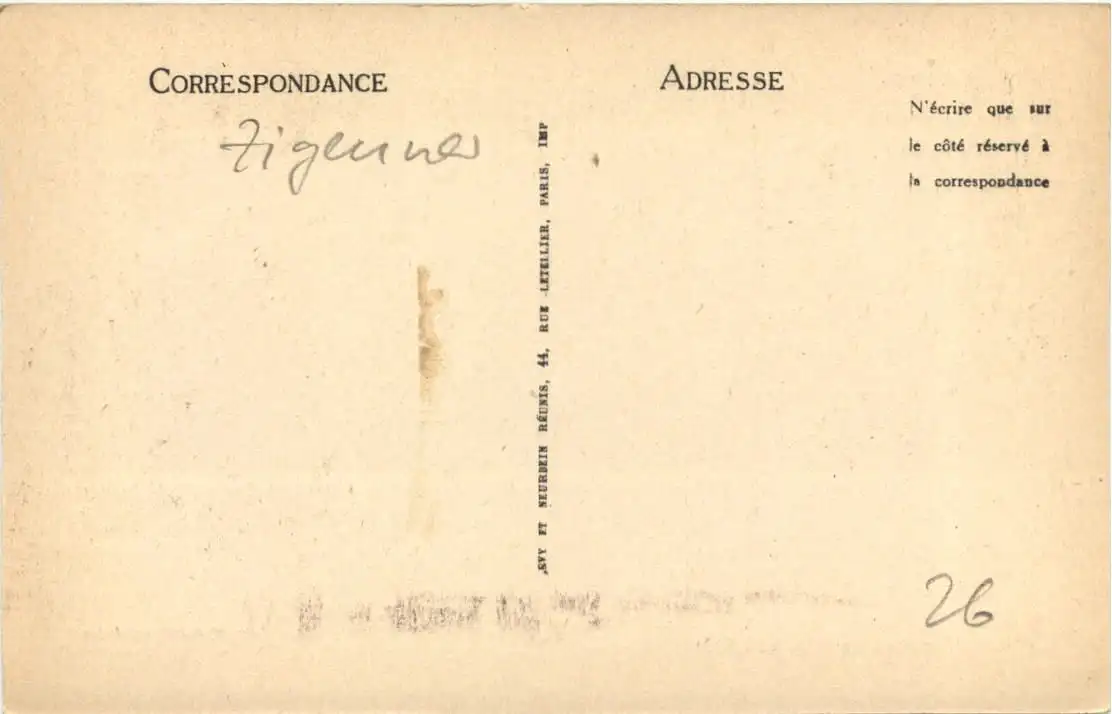 CORRESPONDANCE
Zigeuner
ADRESSE
N'écrire que sur
le côté réservé à
la correspondance
LEVY ET NEURDEIN RÉUNIS, 44, RUE LETELLIER, PARIS, IMP
26